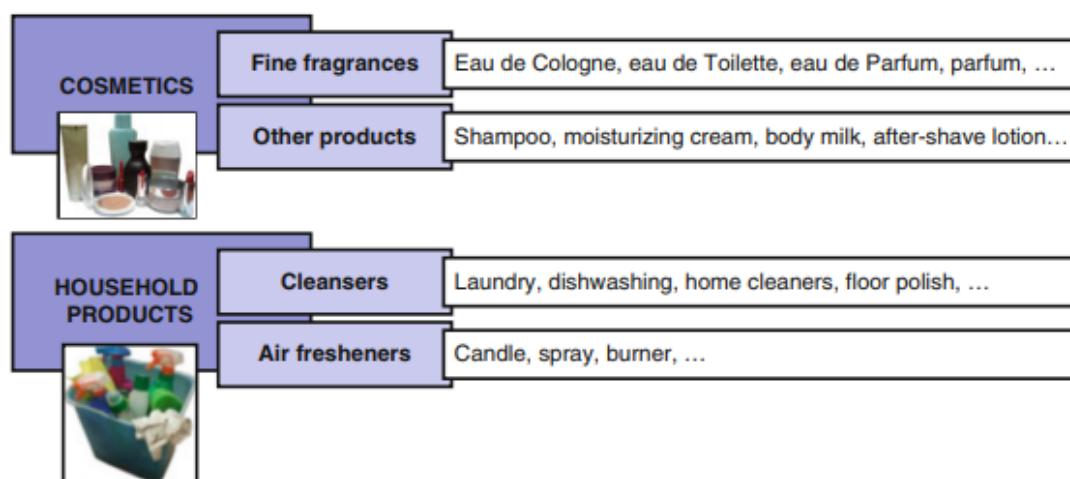 COSMETICS
Fine fragrances
Eau de Cologne, eau de Toilette, eau de Parfum, parfum, …
Other products
Shampoo, moisturizing cream, body milk, after-shave lotion…
HOUSEHOLD
PRODUCTS
Cleansers
Laundry, dishwashing, home cleaners, floor polish, …
Air fresheners
Candle, spray, burner, …